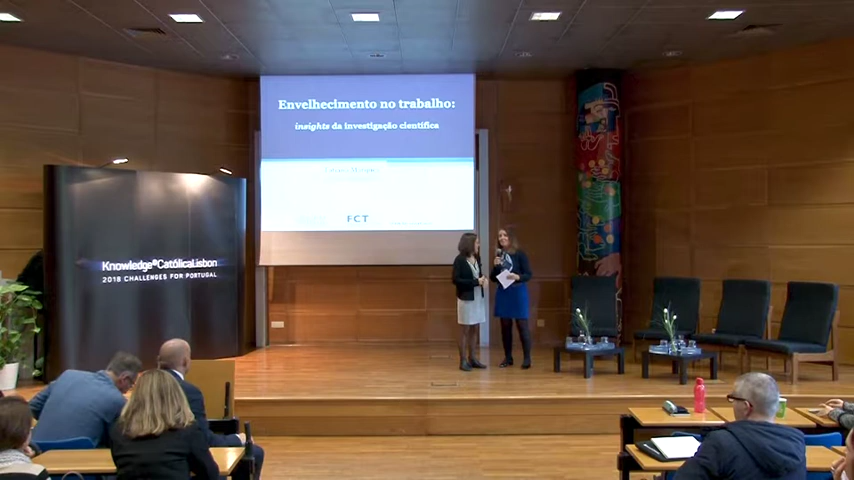 Envelhecimento no trabalho:
insights da investigação científica
FCT
Knowledge@CatólicaLisbon
2018 CHALLENGES FOR PORTUGAL